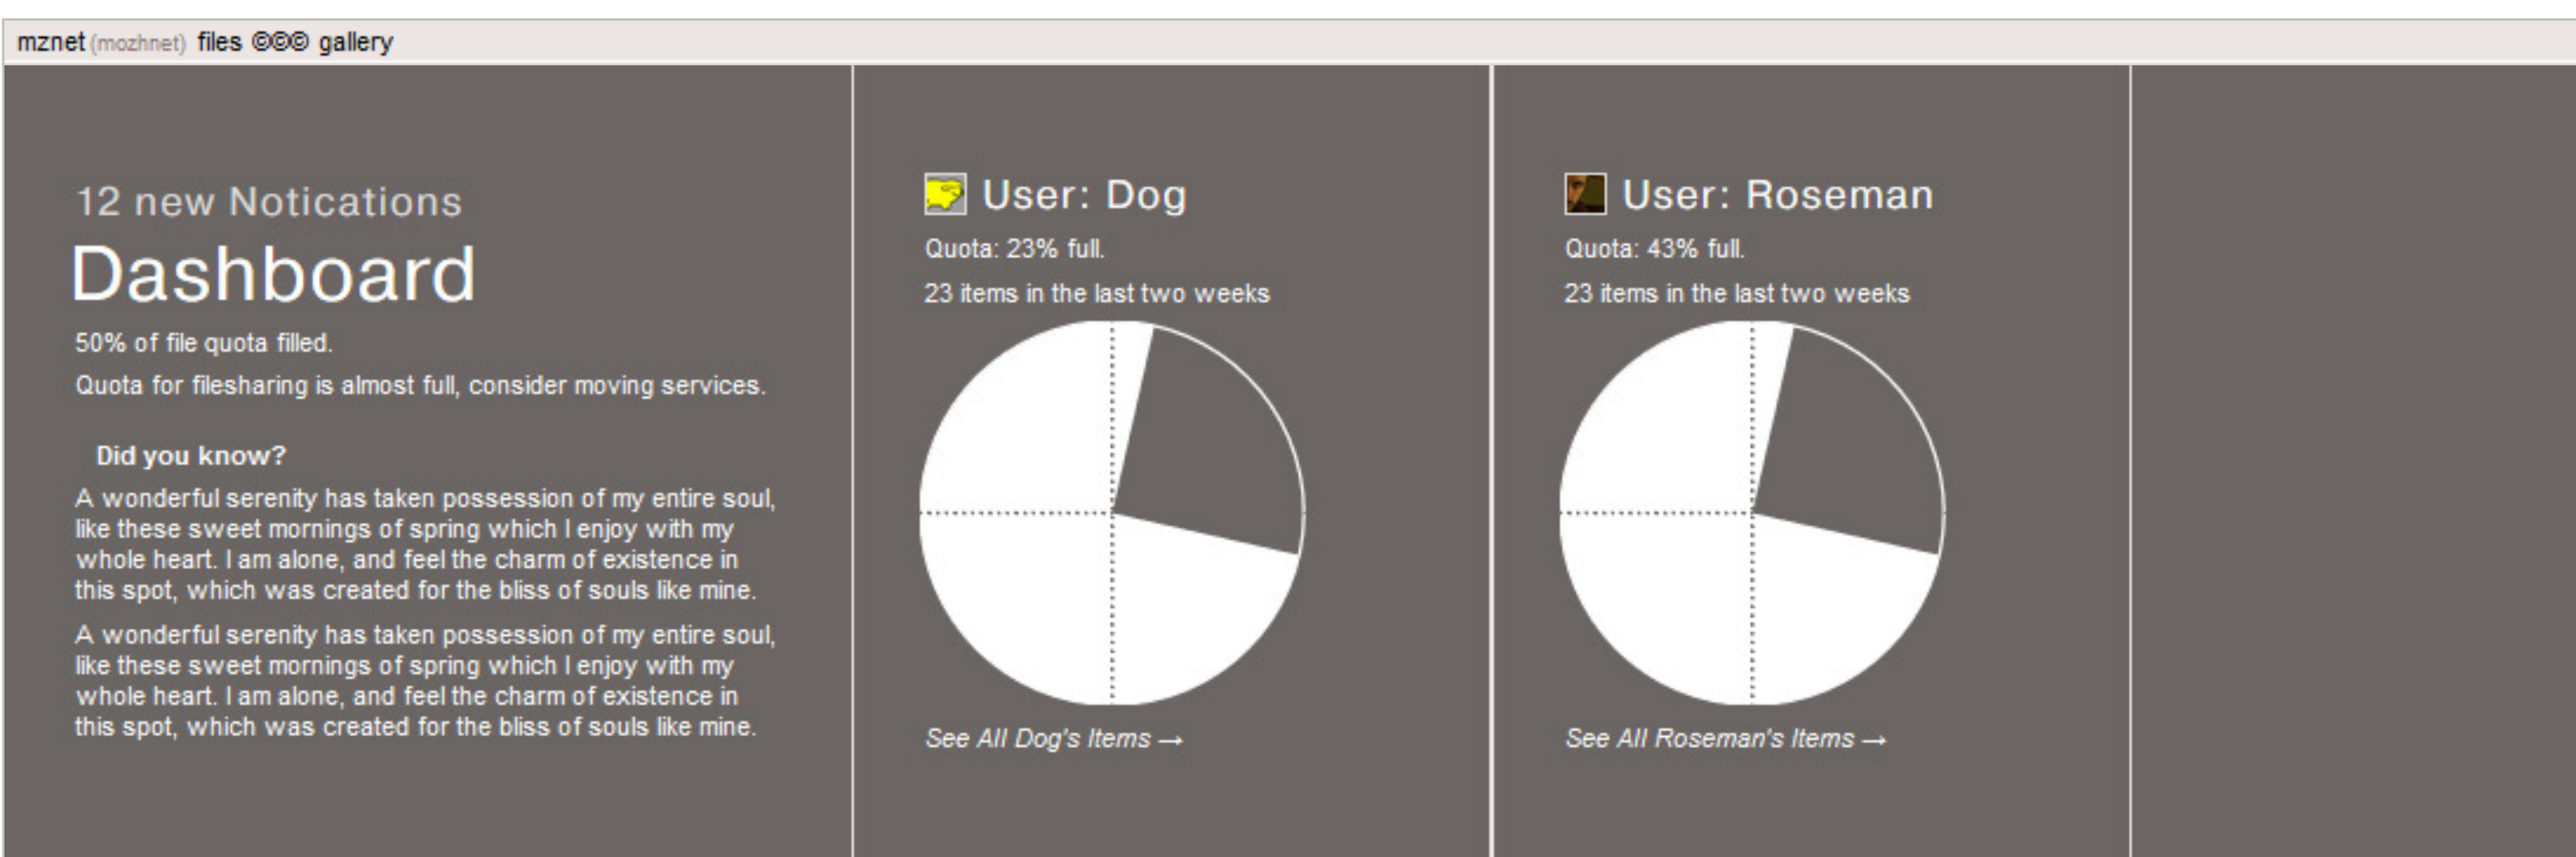 mznet (mozhnet) files ©©© gallery
12 new Notications
Dashboard
50% of file quota filled.
Quota for filesharing is almost full, consider moving services.
Did you know?
A wonderful serenity has taken possession of my entire soul,
like these sweet mornings of spring which I enjoy with my
whole heart. I am alone, and feel the charm of existence in
this spot, which was created for the bliss of souls like mine.
A wonderful serenity has taken possession of my entire soul,
like these sweet mornings of spring which I enjoy with my
whole heart. I am alone, and feel the charm of existence in
this spot, which was created for the bliss of souls like mine.
User: Dog
Quota: 23% full.
23 items in the last two weeks
See All Dog's Items →
User: Roseman
Quota: 43% full.
23 items in the last two weeks
See All Roseman's Items →